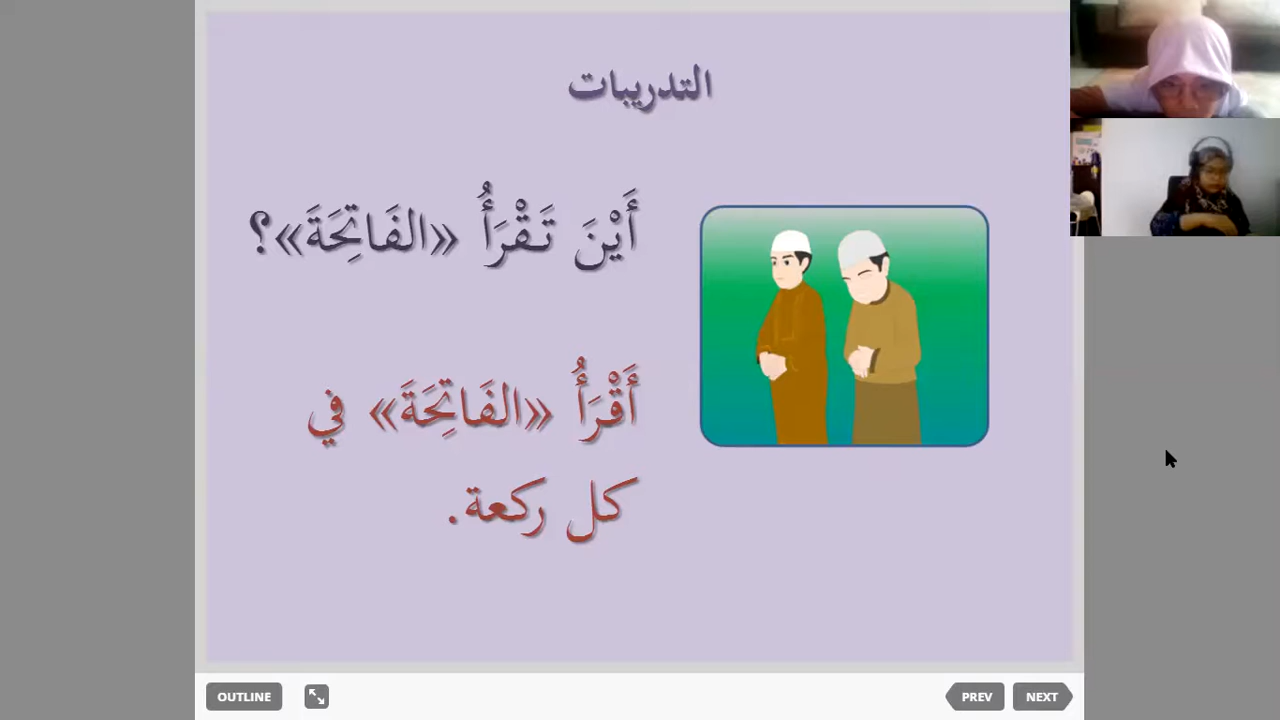 التدريبات
أَيْنَ تَقْرَأُ «الفَاتِحَةَ»؟
أَقْرَأُ «الفَاتِحَةَ» في
كل ركعة.
OUTLINE
PREV
NEXT